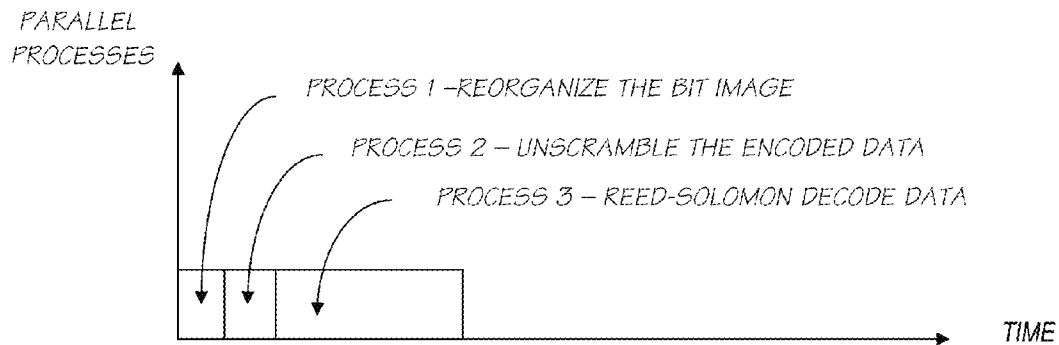 PARALLEL
PROCESSES
PROCESS 1 –REORGANIZE THE BIT IMAGE
PROCESS 2 – UNSCRAMBLE THE ENCODED DATA
PROCESS 3 – REED-SOLOMON DECODE DATA
TIME